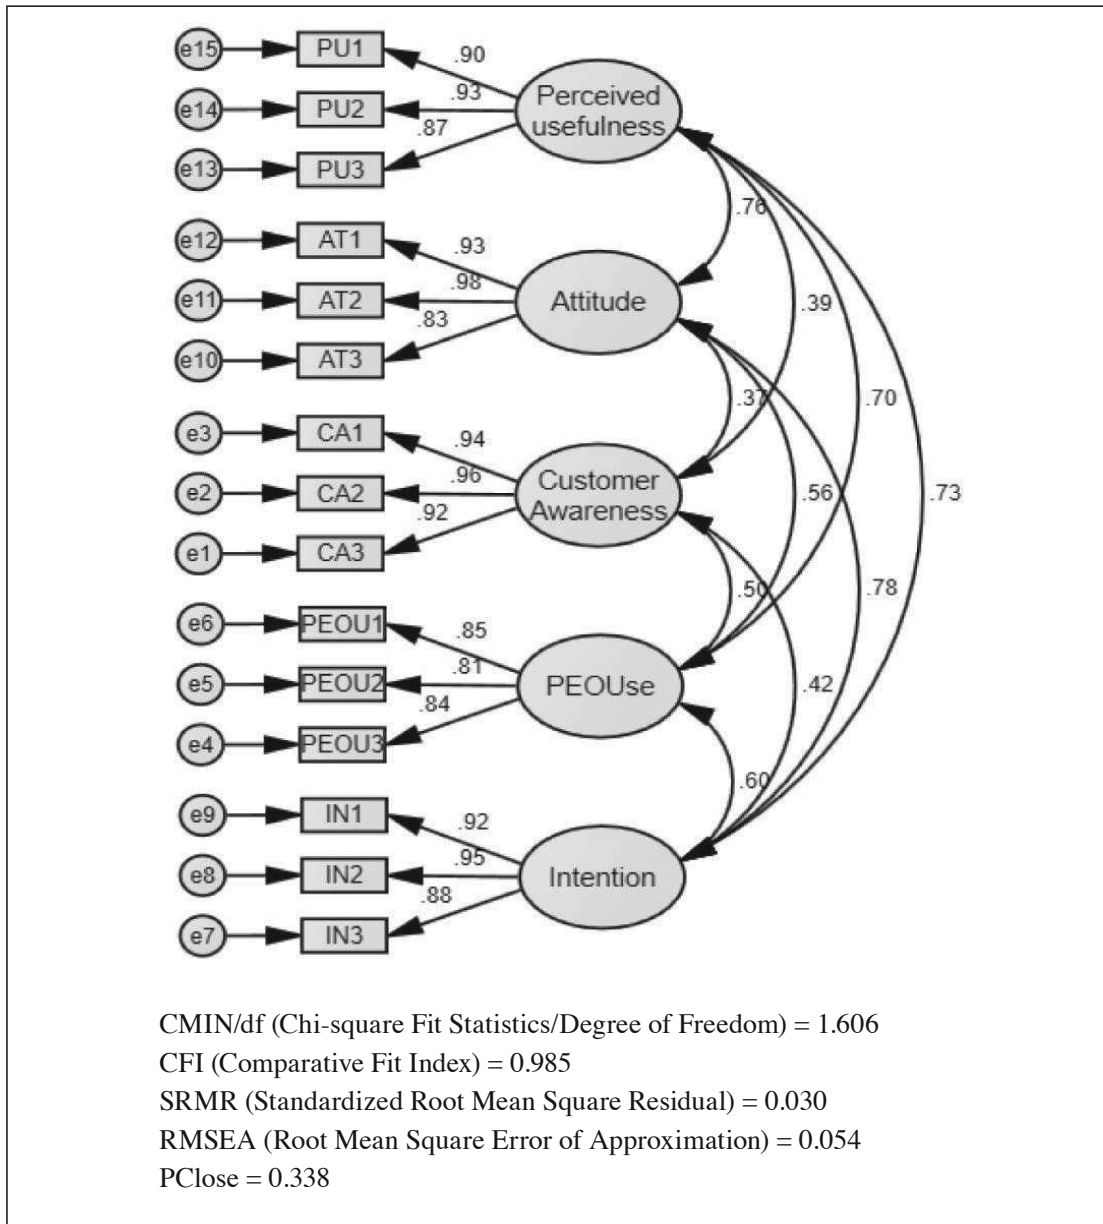 e15 PU1 .90
Perceived
usefulness
e14 PU2 .93
.87
e13 PU3
.76
e12 AT1 .93
e11 AT2 .98 Attitude .39
.83
e10 AT3
.37 .70
e3 CA1 .94
Customer
Awareness
e2 CA2 .96 .56 .73
.92
e1 CA3
.50 .78
e6 PEOU1 .85
e5 PEOU2 .81 PEOUse .42
.84
e4 PEOU3
.60
e9 IN1 .92
e8 IN2 .95 Intention
.88
e7 IN3
CMIN/df (Chi-square Fit Statistics/Degree of Freedom) = 1.606
CFI (Comparative Fit Index) = 0.985
SRMR (Standardized Root Mean Square Residual) = 0.030
RMSEA (Root Mean Square Error of Approximation) = 0.054
PClose = 0.338